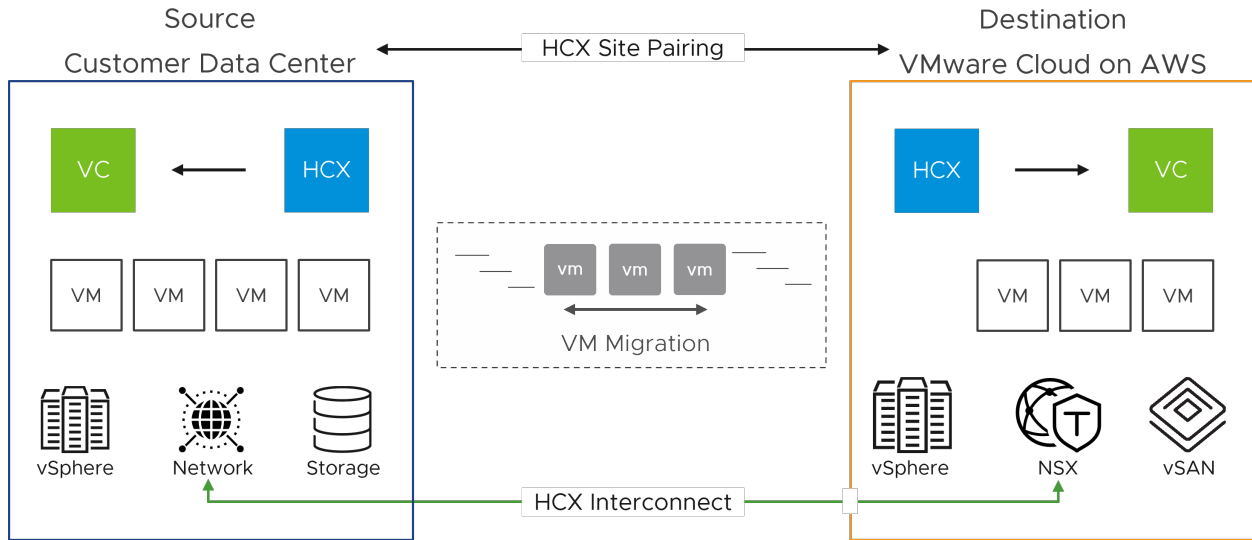 Source
Customer Data Center
HCX Site Pairing
Destination
VMware Cloud on AWS
VC
HCX
HCX
VC
VM
VM
VM
VM
vm
vm
vm
VM Migration
VM
VM
VM
vSphere
Network
Storage
vSphere
T
NSX
vSAN
HCX Interconnect